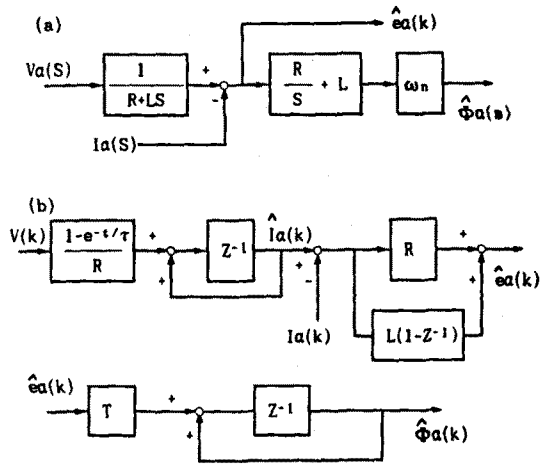 (a)
êa(k)
Va(S)
1
R+LS
+
-
R
S
+ L
ωn
Φ̂a(s)
Ia(S)
(b)
V(k)
1-e⁻ᵗ/τ
R
+
+
Z⁻¹
Îa(k)
+
-
R
+
+
êa(k)
Ia(k)
L(1-Z⁻¹)
êa(k)
T
+
+
Z⁻¹
Φ̂a(k)